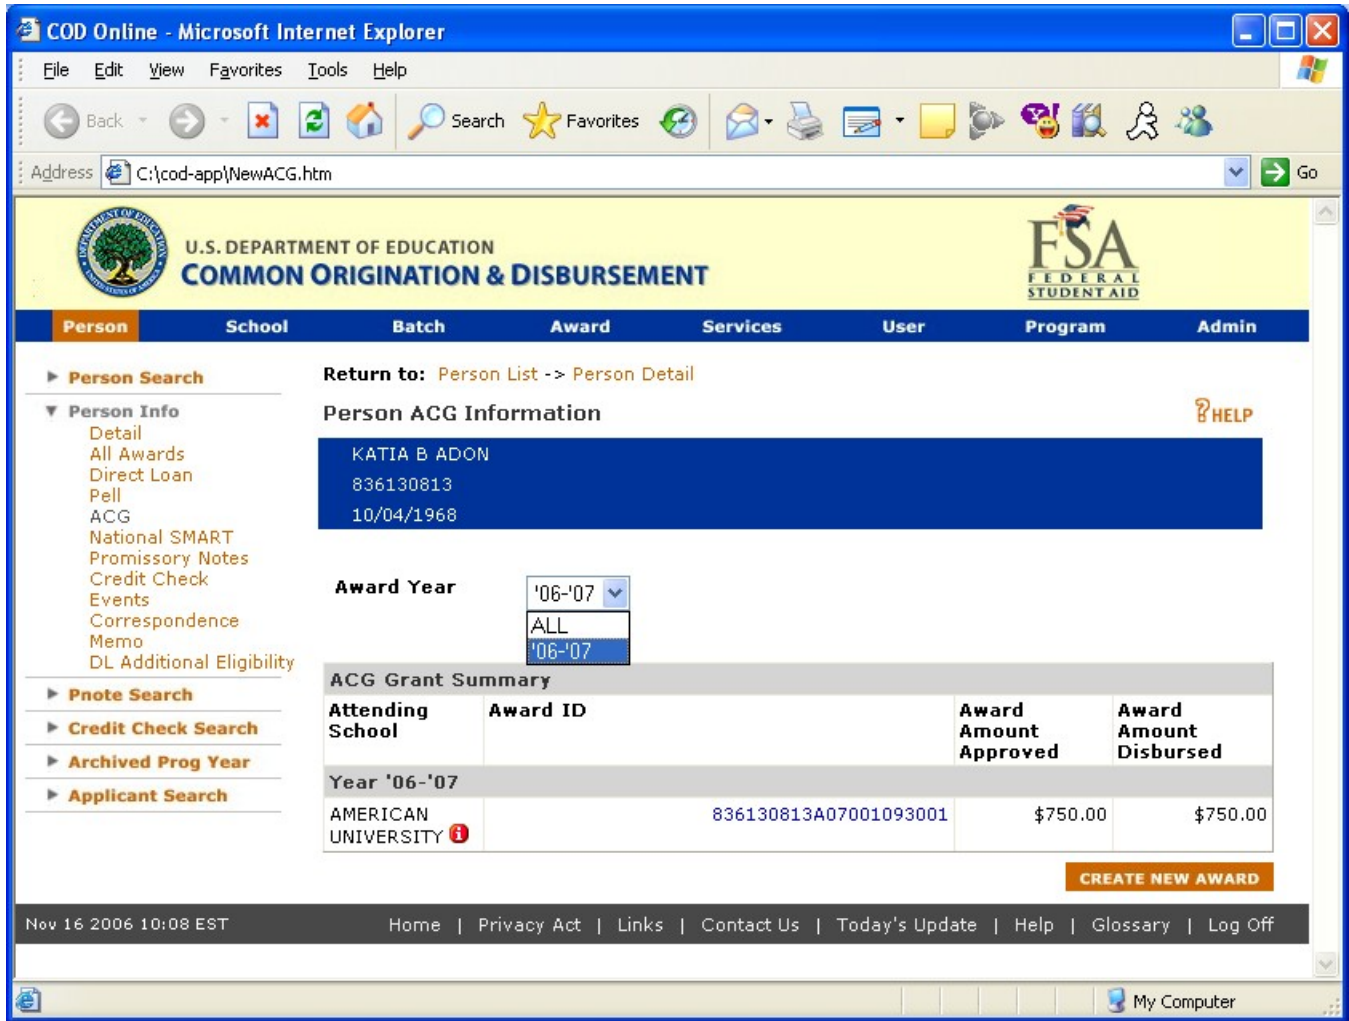 COD Online - Microsoft Internet Explorer
File Edit View Favorites Tools Help
Back Search Favorites
Address C:\cod-app\NewACG.htm Go
U.S. DEPARTMENT OF EDUCATION
COMMON ORIGINATION & DISBURSEMENT
FSA
FEDERAL
STUDENT AID
Person School Batch Award Services User Program Admin
Person Search
Person Info
Detail
All Awards
Direct Loan
Pell
ACG
National SMART
Promissory Notes
Credit Check
Events
Correspondence
Memo
DL Additional Eligibility
Pnote Search
Credit Check Search
Archived Prog Year
Applicant Search
Return to: Person List -> Person Detail
Person ACG Information
? HELP
KATIA B ADON
836130813
10/04/1968
Award Year '06-'07
ALL
'06-'07
ACG Grant Summary
Attending School Award ID Award Amount Approved Award Amount Disbursed
Year '06-'07
AMERICAN UNIVERSITY 836130813A07001093001 $750.00 $750.00
CREATE NEW AWARD
Nov 16 2006 10:08 EST Home | Privacy Act | Links | Contact Us | Today's Update | Help | Glossary | Log Off
My Computer